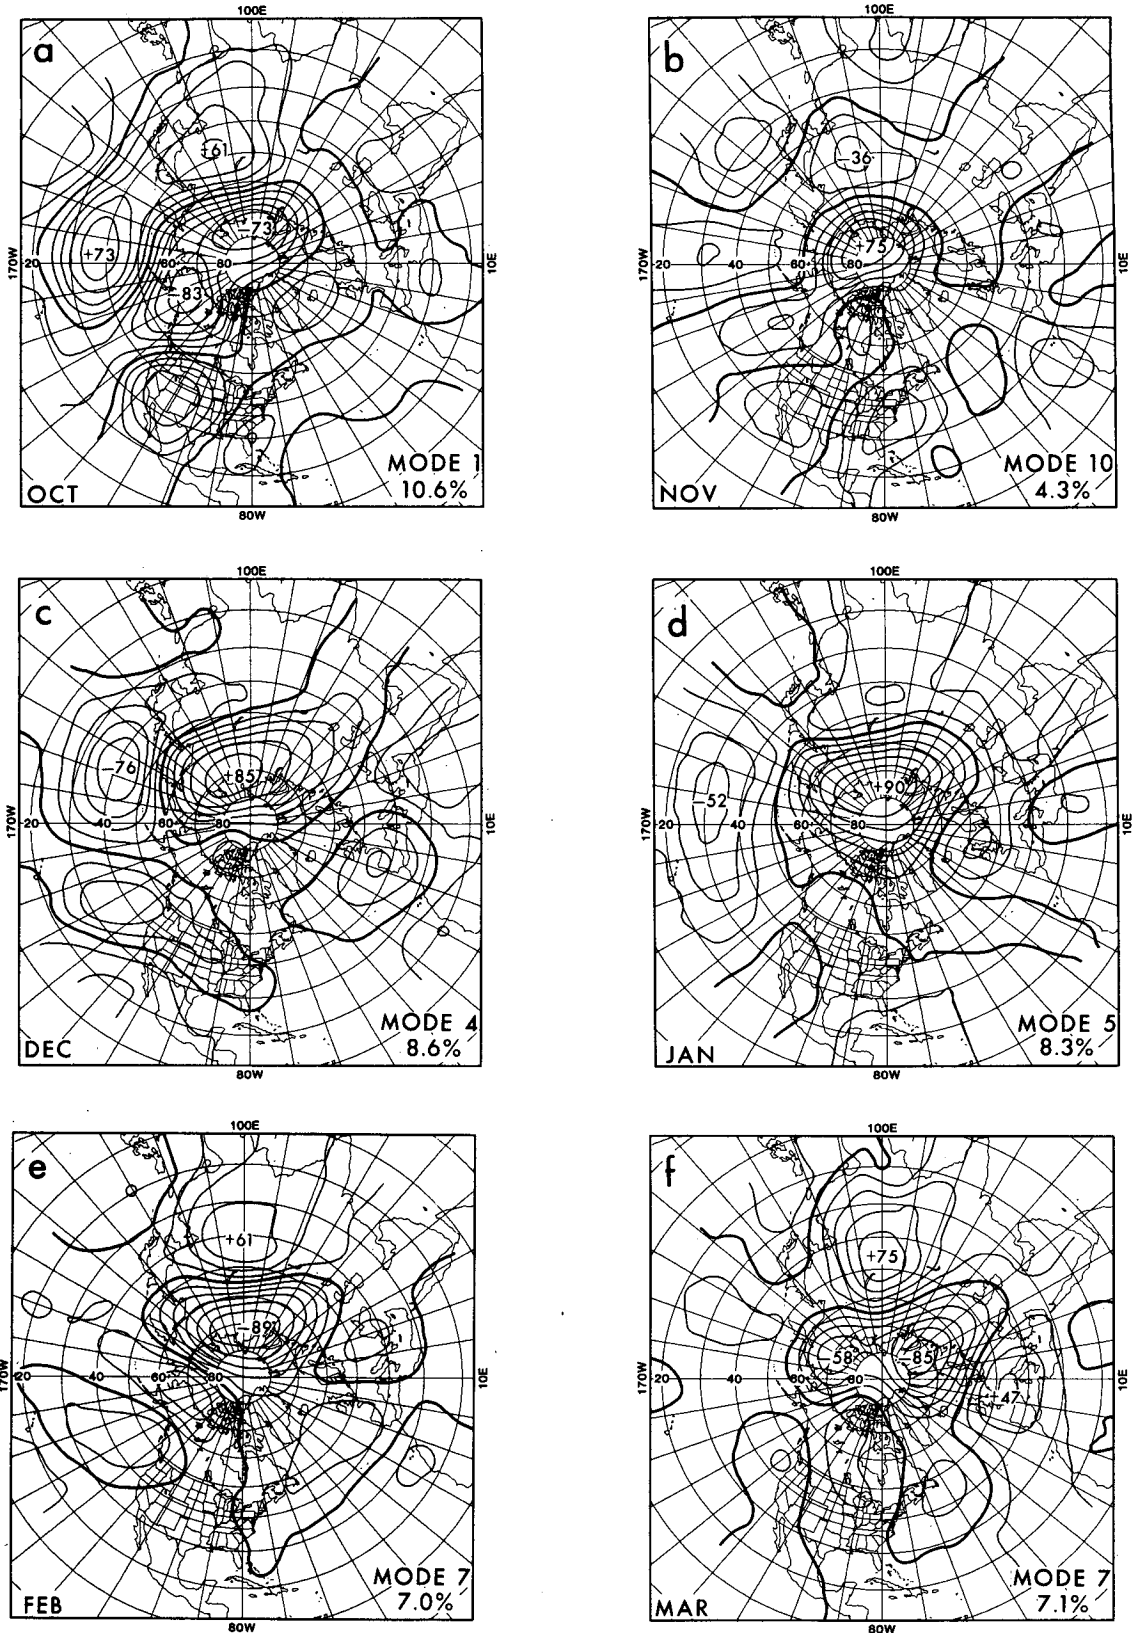 100E
100E
a
b
+61
-36
-73
+75
+73
170W
20
60
80
10E
170W
20
40
60
80
10E
-83
MODE 1
10.6%
OCT
MODE 10
4.3%
NOV
80W
80W
100E
100E
c
d
-76
+85
+90
-52
170W
20
40
60
80
10E
170W
20
40
60
80
10E
MODE 4
8.6%
DEC
MODE 5
8.3%
JAN
80W
80W
100E
100E
e
f
+61
+75
-89
-58
-85
170W
20
40
60
80
10E
170W
20
40
60
80
10E
+47
MODE 7
7.0%
FEB
MODE 7
7.1%
MAR
80W
80W